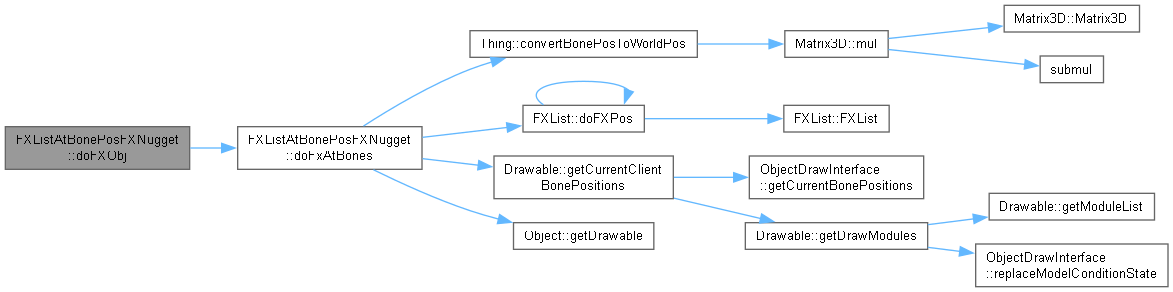 FXListAtBonePosFXNugget
::doFXObj
FXListAtBonePosFXNugget
::doFxAtBones
Thing::convertBonePosToWorldPos
Matrix3D::mul
Matrix3D::Matrix3D
submul
FXList::doFXPos
FXList::FXList
Drawable::getCurrentClient
BonePositions
ObjectDrawInterface
::getCurrentBonePositions
Drawable::getDrawModules
Drawable::getModuleList
ObjectDrawInterface
::replaceModelConditionState
Object::getDrawable